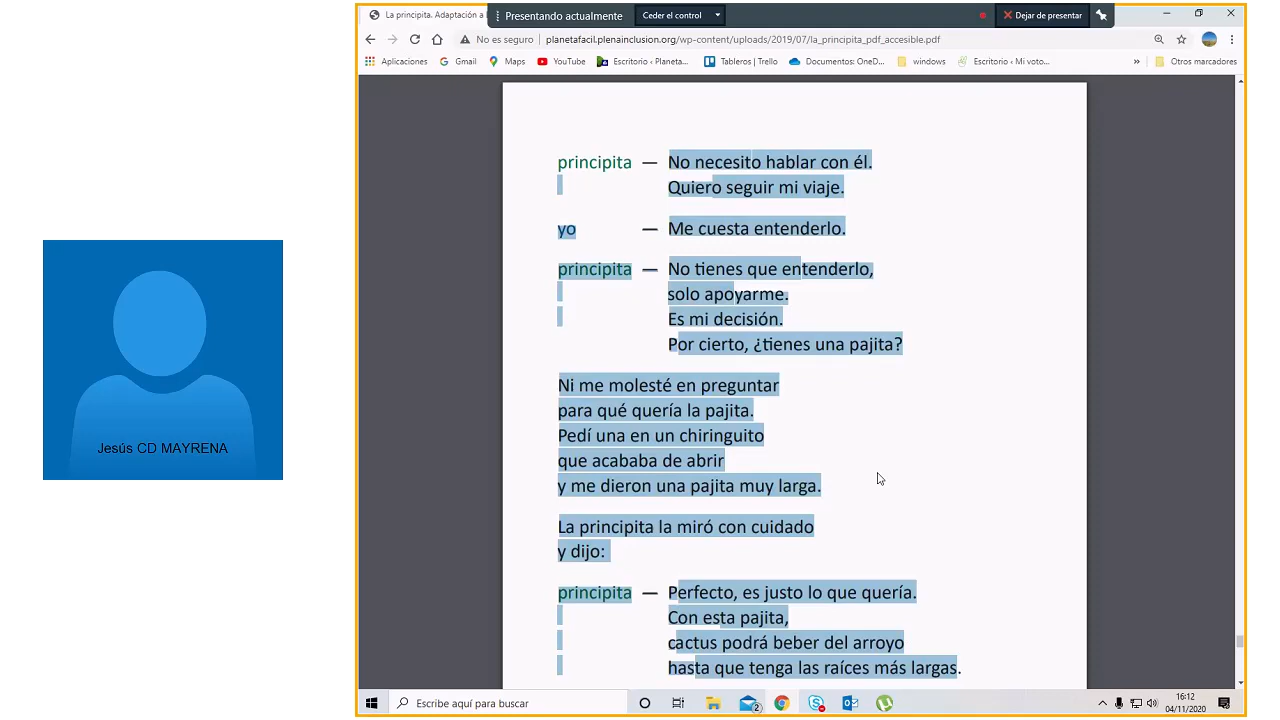 La principita. Adaptación a
Presentando actualmente
Ceder el control
Dejar de presentar
No es seguro
planetafacil.plenainclusion.org/wp-content/uploads/2019/07/la_principita_pdf_accesible.pdf
Aplicaciones
Gmail
Maps
YouTube
Escritorio ‹ Planeta...
Tableros | Trello
Documentos: OneD...
windows
Escritorio ‹ Mi voto...
»
Otros marcadores
principita — No necesito hablar con él.
Quiero seguir mi viaje.
yo — Me cuesta entenderlo.
principita — No tienes que entenderlo,
solo apoyarme.
Es mi decisión.
Por cierto, ¿tienes una pajita?
Ni me molesté en preguntar
para qué quería la pajita.
Pedí una en un chiringuito
que acababa de abrir
y me dieron una pajita muy larga.
La principita la miró con cuidado
y dijo:
principita — Perfecto, es justo lo que quería.
Con esta pajita,
cactus podrá beber del arroyo
hasta que tenga las raíces más largas.
Jesús CD MAYRENA
Escribe aquí para buscar
2
16:12
04/11/2020